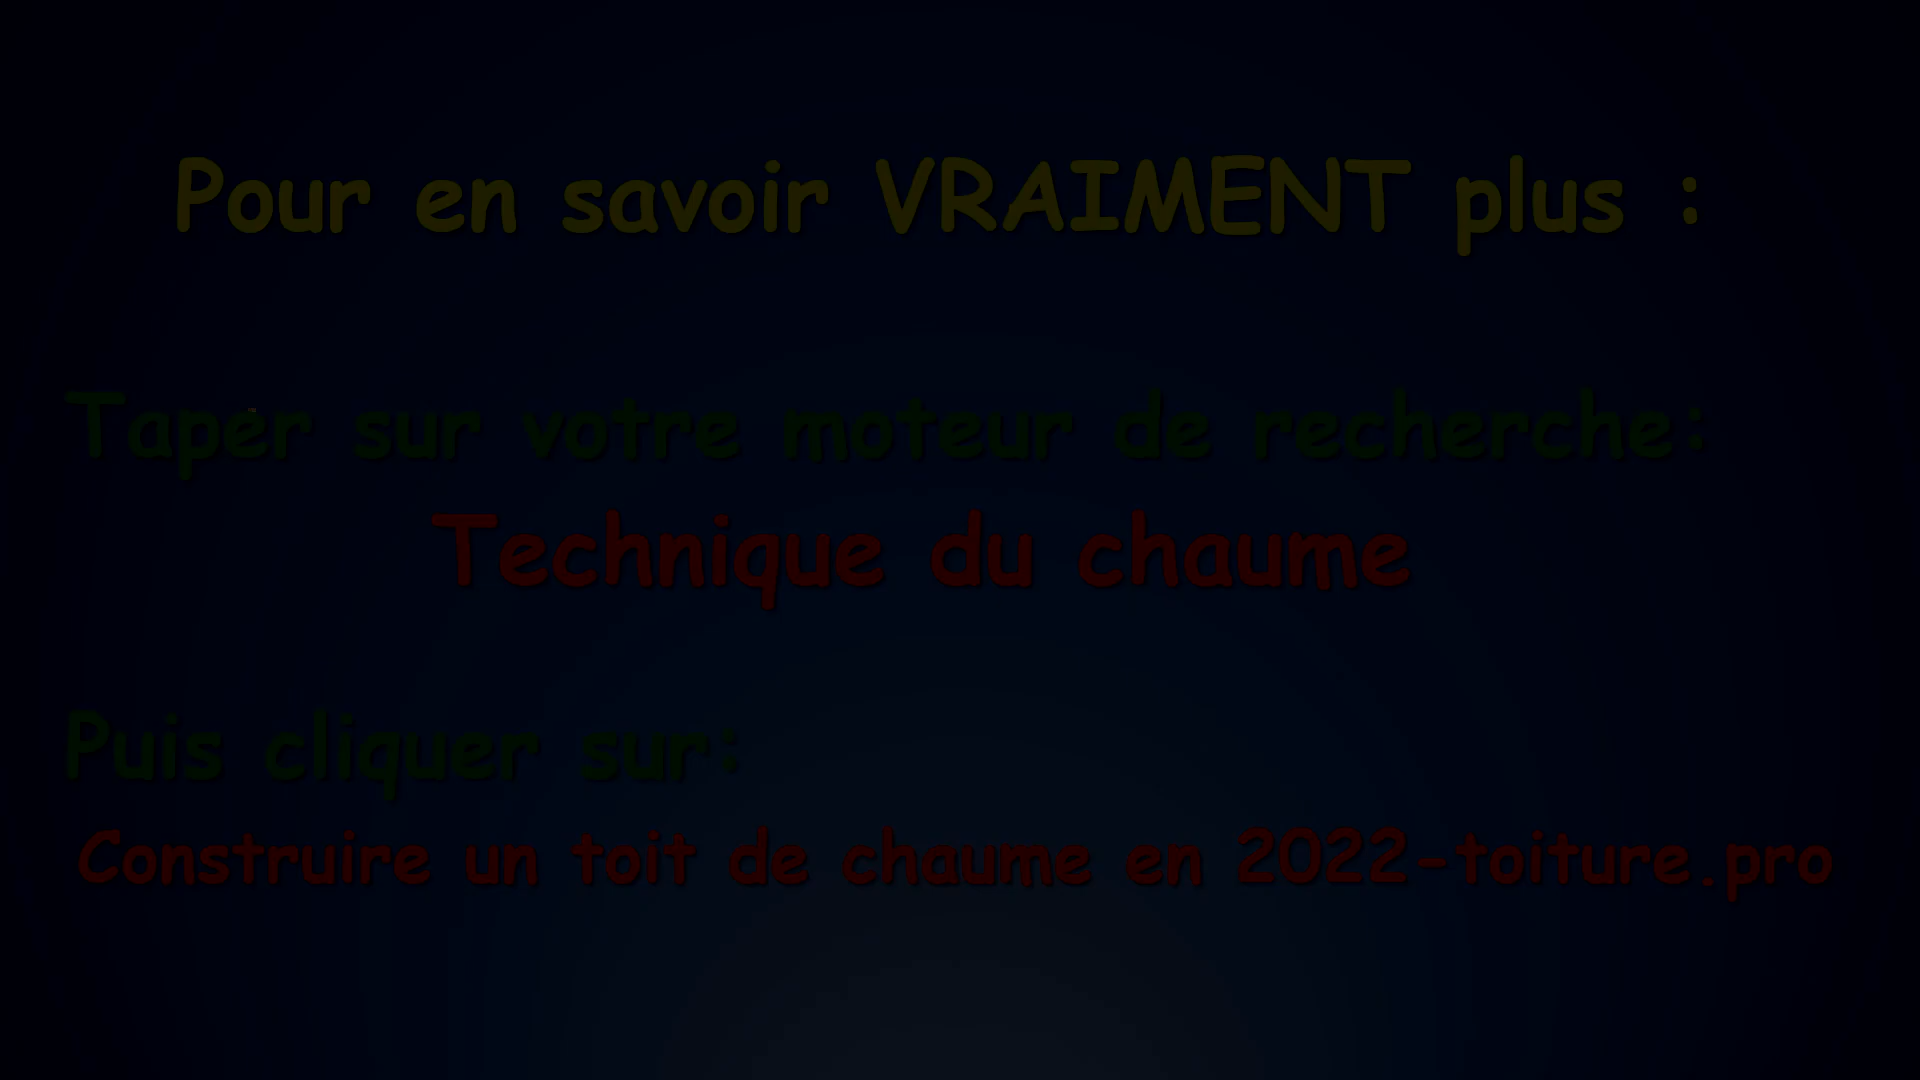 Pour en savoir VRAIMENT plus :
Taper sur votre moteur de recherche:
Technique du chaume
Puis cliquer sur:
Construire un toit de chaume en 2022-toiture.pro